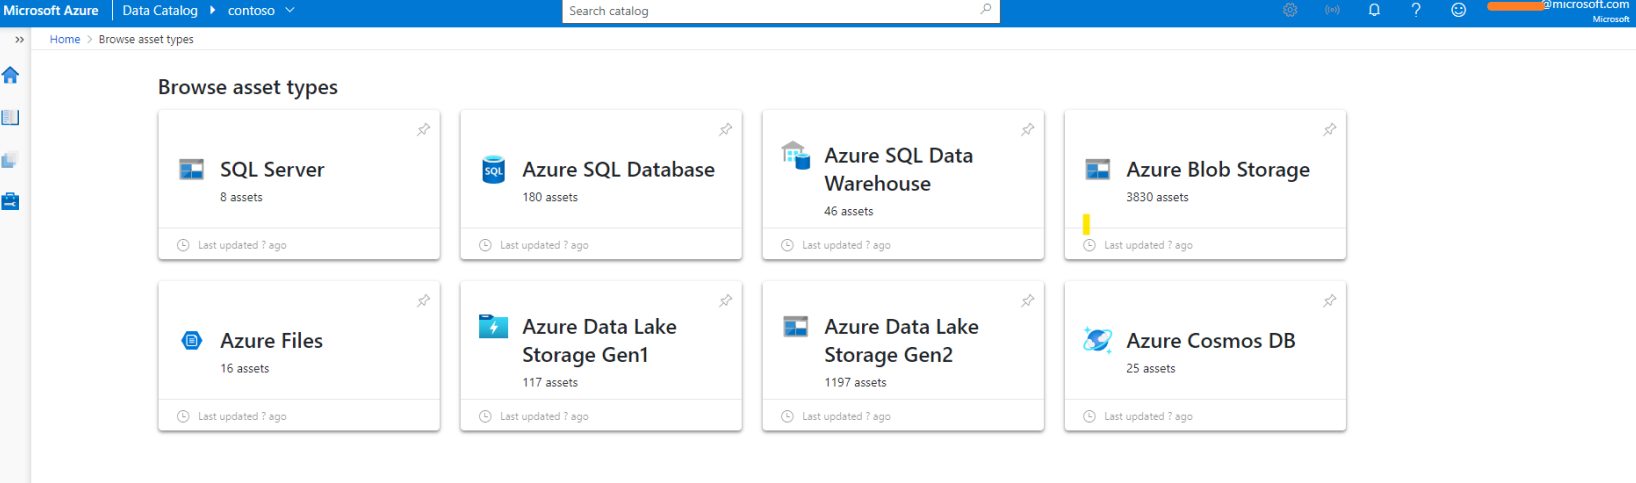 Microsoft Azure Data Catalog contoso Search catalog @microsoft.com
Microsoft
Home Browse asset types
Browse asset types
SQL Server
8 assets
Last updated ? ago
SQL
Azure SQL Database
180 assets
Last updated ? ago
Azure SQL Data
Warehouse
46 assets
Last updated ? ago
Azure Blob Storage
3830 assets
Last updated ? ago
Azure Files
16 assets
Last updated ? ago
Azure Data Lake
Storage Gen1
117 assets
Last updated ? ago
Azure Data Lake
Storage Gen2
1197 assets
Last updated ? ago
Azure Cosmos DB
25 assets
Last updated ? ago